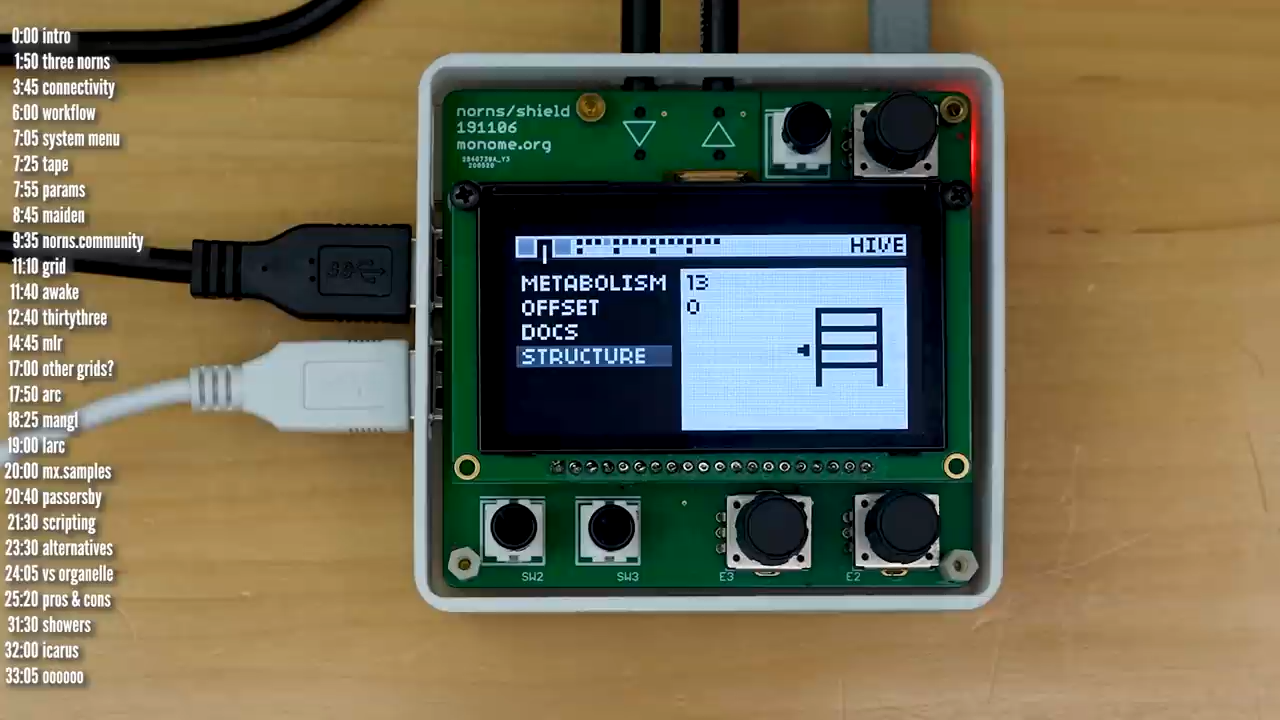 0:00 intro
1:50 three norns
3:45 connectivity
6:00 workflow
7:05 system menu
7:25 tape
7:55 params
8:45 maiden
9:35 norns.community
11:10 grid
11:40 awake
12:40 thirtythree
14:45 mlr
17:00 other grids?
17:50 arc
18:25 mangl
19:00 larc
20:00 mx.samples
20:40 passersby
21:30 scripting
23:30 alternatives
24:05 vs organelle
25:20 pros & cons
31:30 showers
32:00 icarus
33:05 oooooo
norns/shield
191106
monome.org
200520
HIVE
METABOLISM 13
OFFSET 0
DOCS
STRUCTURE
SW2 SW3 E3 E2